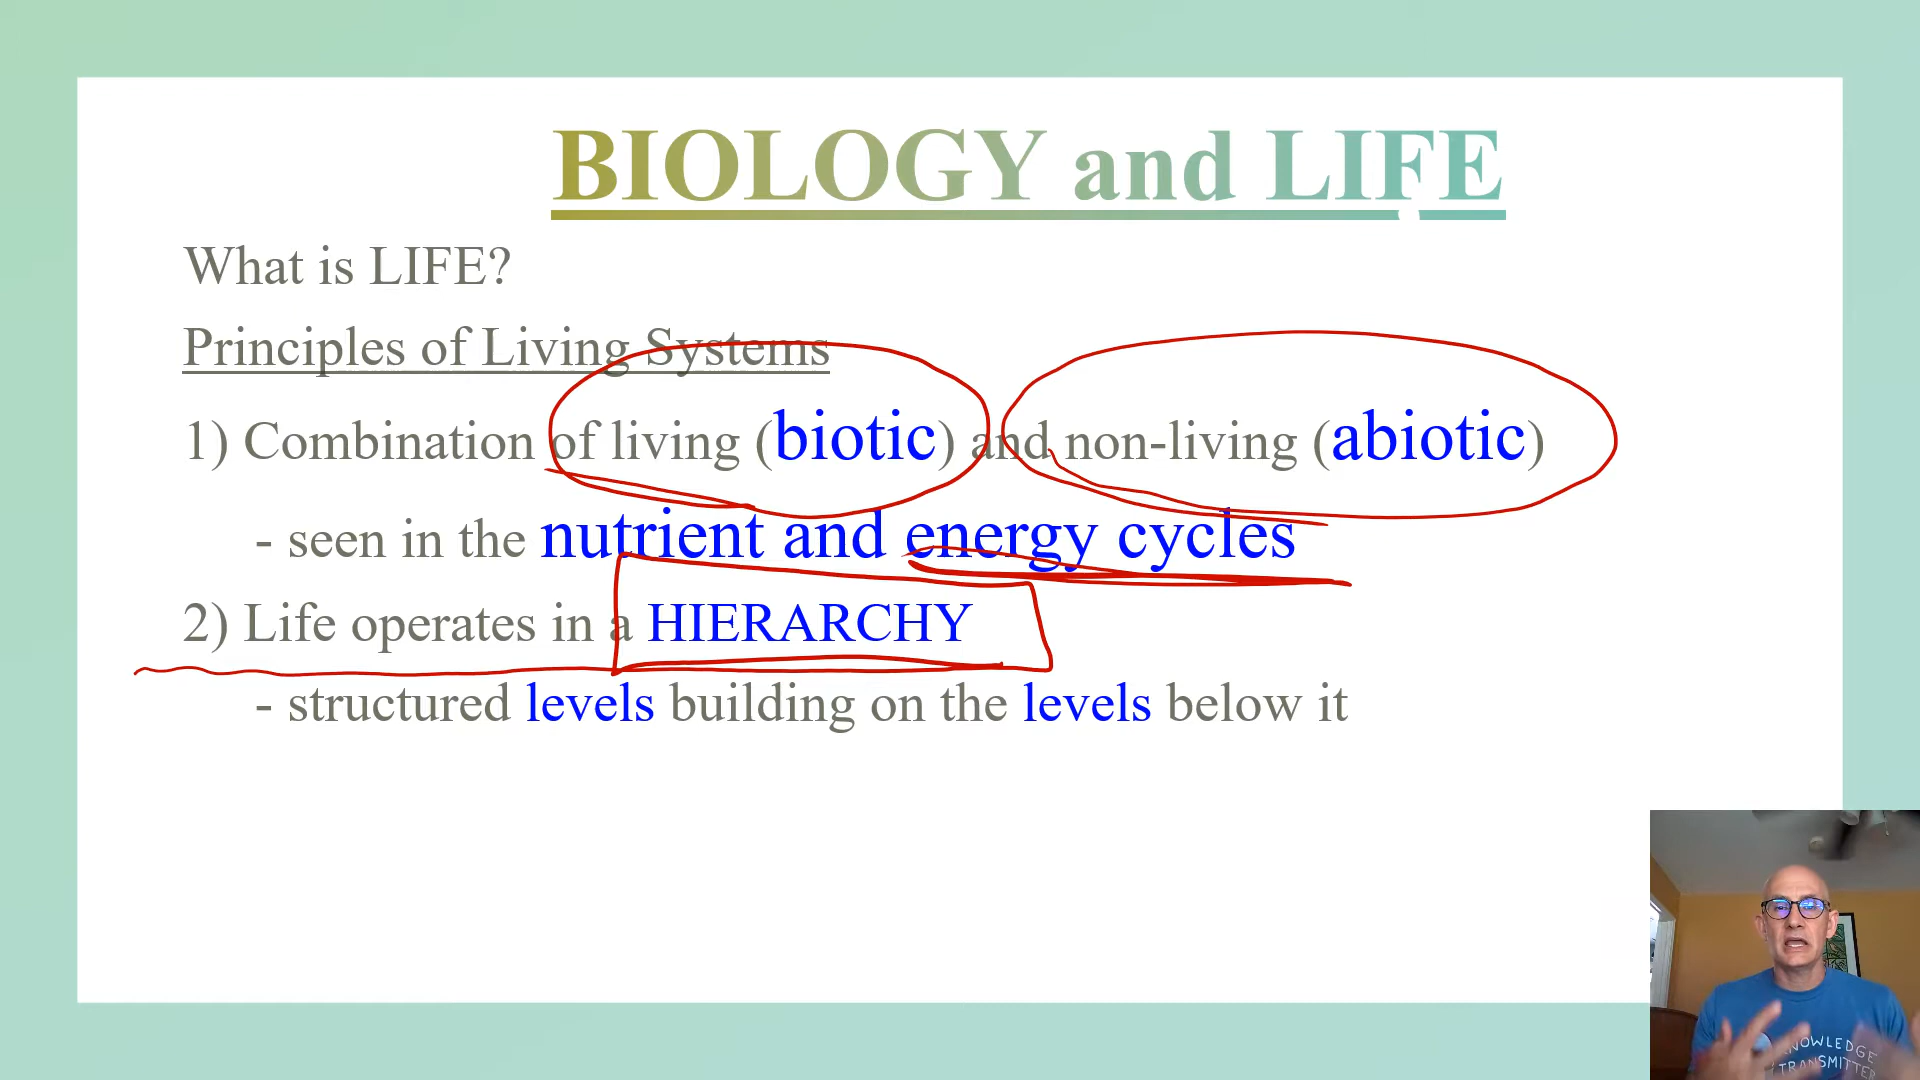 BIOLOGY and LIFE
What is LIFE?
Principles of Living Systems
1) Combination of living (biotic) and non-living (abiotic)
- seen in the nutrient and energy cycles
2) Life operates in a HIERARCHY
- structured levels building on the levels below it
KNOWLEDGE
TRANSMITTER